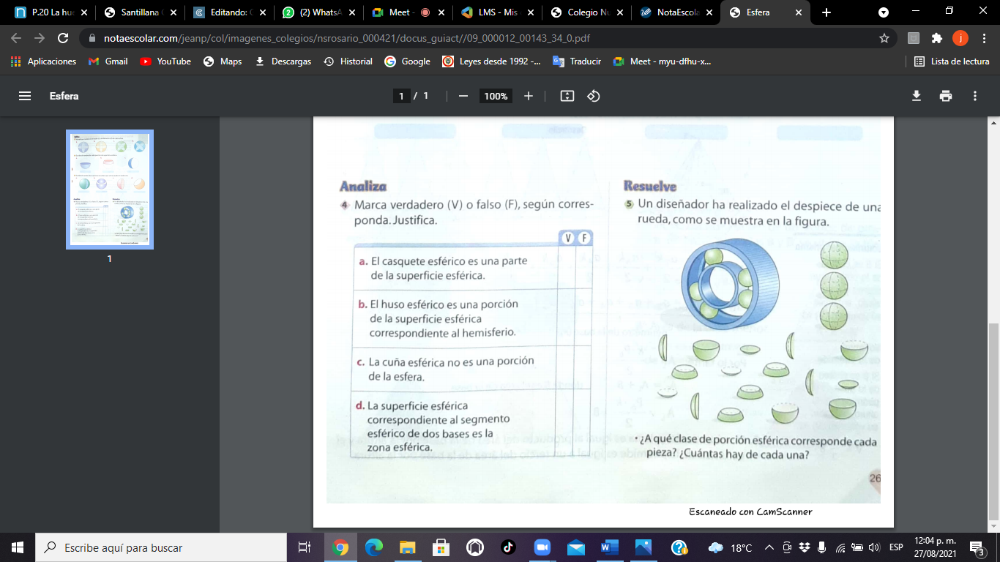 P.20 La hu
Santillana
Editando:
(2) WhatsA
Meet -
LMS - Mis
Colegio Nu
NotaEscola
Esfera
notaescolar.com/jeanp/col/imagenes_colegios/nsrosario_000421/docus_guiact//09_000012_00143_34_0.pdf
j
Aplicaciones
Gmail
YouTube
Maps
Descargas
Historial
Google
Leyes desde 1992 -...
Traducir
Meet - myu-dfhu-x...
Lista de lectura
Esfera
1 / 1
100%
1
Analiza
4 Marca verdadero (V) o falso (F), según corres-
ponda. Justifica.
V F
a. El casquete esférico es una parte
de la superficie esférica.
b. El huso esférico es una porción
de la superficie esférica
correspondiente al hemisferio.
c. La cuña esférica no es una porción
de la esfera.
d. La superficie esférica
correspondiente al segmento
esférico de dos bases es la
zona esférica.
Resuelve
5 Un diseñador ha realizado el despiece de una
rueda, como se muestra en la figura.
• ¿A qué clase de porción esférica corresponde cada
pieza? ¿Cuántas hay de cada una?
26
Escaneado con CamScanner
Escribe aquí para buscar
18°C
ESP
12:04 p. m.
27/08/2021
3